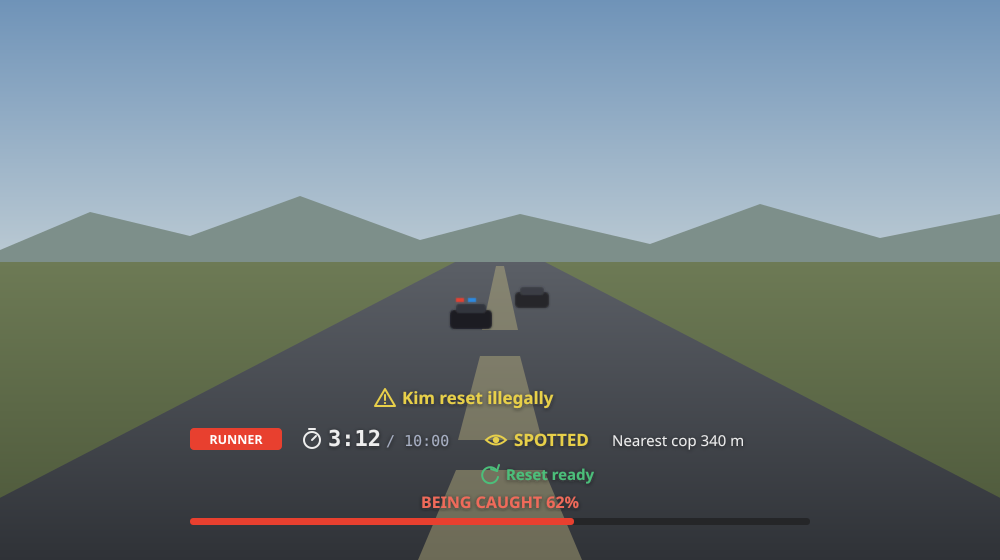 Kim reset illegally
RUNNER 3:12 / 10:00 SPOTTED Nearest cop 340 m
Reset ready
BEING CAUGHT 62%